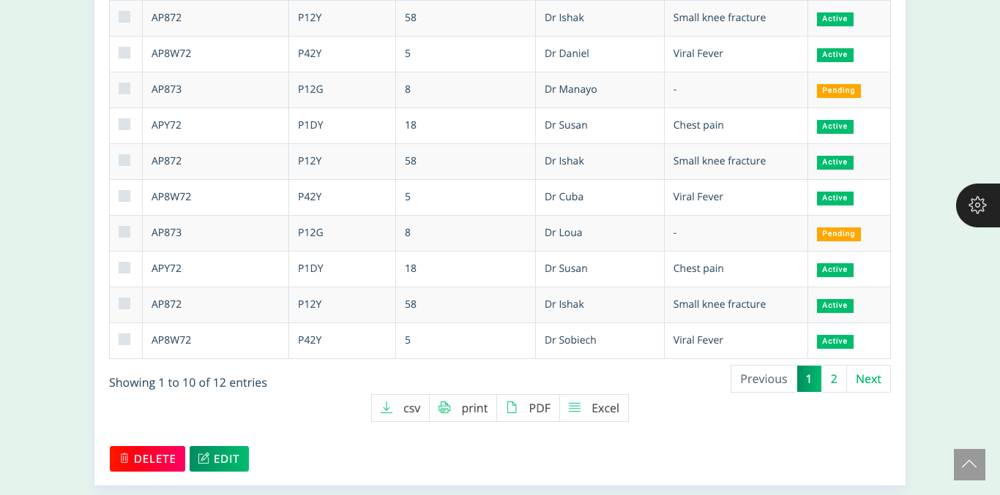 AP872 P12Y 58 Dr Ishak Small knee fracture Active
AP8W72 P42Y 5 Dr Daniel Viral Fever Active
AP873 P12G 8 Dr Manayo - Pending
APY72 P1DY 18 Dr Susan Chest pain Active
AP872 P12Y 58 Dr Ishak Small knee fracture Active
AP8W72 P42Y 5 Dr Cuba Viral Fever Active
AP873 P12G 8 Dr Loua - Pending
APY72 P1DY 18 Dr Susan Chest pain Active
AP872 P12Y 58 Dr Ishak Small knee fracture Active
AP8W72 P42Y 5 Dr Sobiech Viral Fever Active
Showing 1 to 10 of 12 entries Previous 1 2 Next
csv print PDF Excel
DELETE EDIT